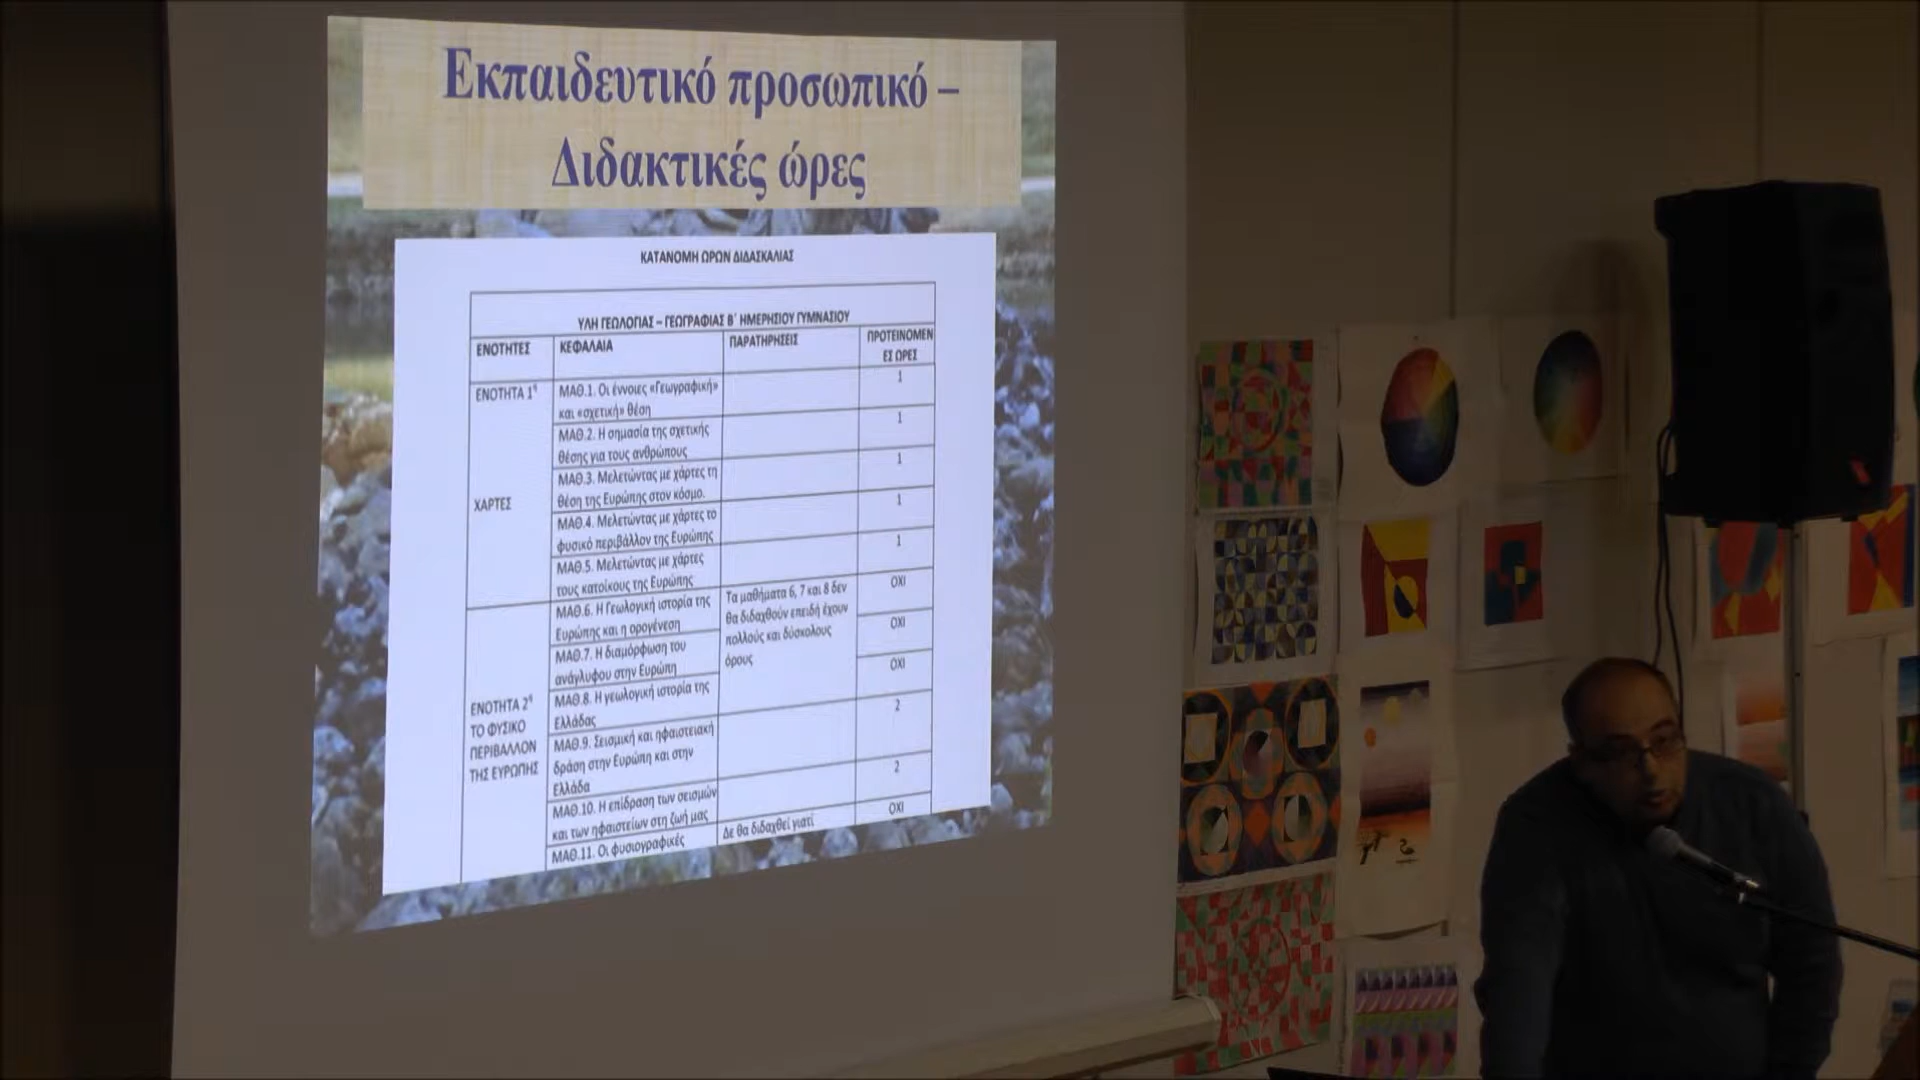 Εκπαιδευτικό προσωπικό –
Διδακτικές ώρες
ΚΑΤΑΝΟΜΗ ΩΡΩΝ ΔΙΔΑΣΚΑΛΙΑΣ
ΥΛΗ ΓΕΩΛΟΓΙΑΣ – ΓΕΩΓΡΑΦΙΑΣ Β΄ ΗΜΕΡΗΣΙΟΥ ΓΥΜΝΑΣΙΟΥ
ΕΝΟΤΗΤΕΣ ΚΕΦΑΛΑΙΑ ΠΑΡΑΤΗΡΗΣΕΙΣ ΠΡΟΤΕΙΝΟΜΕΝ
ΕΣ ΩΡΕΣ
ΕΝΟΤΗΤΑ 1η
ΧΑΡΤΕΣ
ΜΑΘ.1. Οι έννοιες «Γεωγραφική»
και «σχετική» θέση
1
ΜΑΘ.2. Η σημασία της σχετικής
θέσης για τους ανθρώπους
1
ΜΑΘ.3. Μελετώντας με χάρτες τη
θέση της Ευρώπης στον κόσμο.
1
ΜΑΘ.4. Μελετώντας με χάρτες το
φυσικό περιβάλλον της Ευρώπης
1
ΜΑΘ.5. Μελετώντας με χάρτες
τους κατοίκους της Ευρώπης
1
ΕΝΟΤΗΤΑ 2η
ΤΟ ΦΥΣΙΚΟ
ΠΕΡΙΒΑΛΛΟΝ
ΤΗΣ ΕΥΡΩΠΗΣ
ΜΑΘ.6. Η Γεωλογική ιστορία της
Ευρώπης και η ορογένεση
Τα μαθήματα 6, 7 και 8 δεν
θα διδαχθούν επειδή έχουν
πολλούς και δύσκολους
όρους
ΟΧΙ
ΜΑΘ.7. Η διαμόρφωση του
ανάγλυφου στην Ευρώπη
ΟΧΙ
ΜΑΘ.8. Η γεωλογική ιστορία της
Ελλάδας
ΟΧΙ
ΜΑΘ.9. Σεισμική και ηφαιστειακή
δράση στην Ευρώπη και στην
Ελλάδα
2
ΜΑΘ.10. Η επίδραση των σεισμών
και των ηφαιστείων στη ζωή μας
2
ΜΑΘ.11. Οι φυσιογραφικές
Δε θα διδαχθεί γιατί
ΟΧΙ